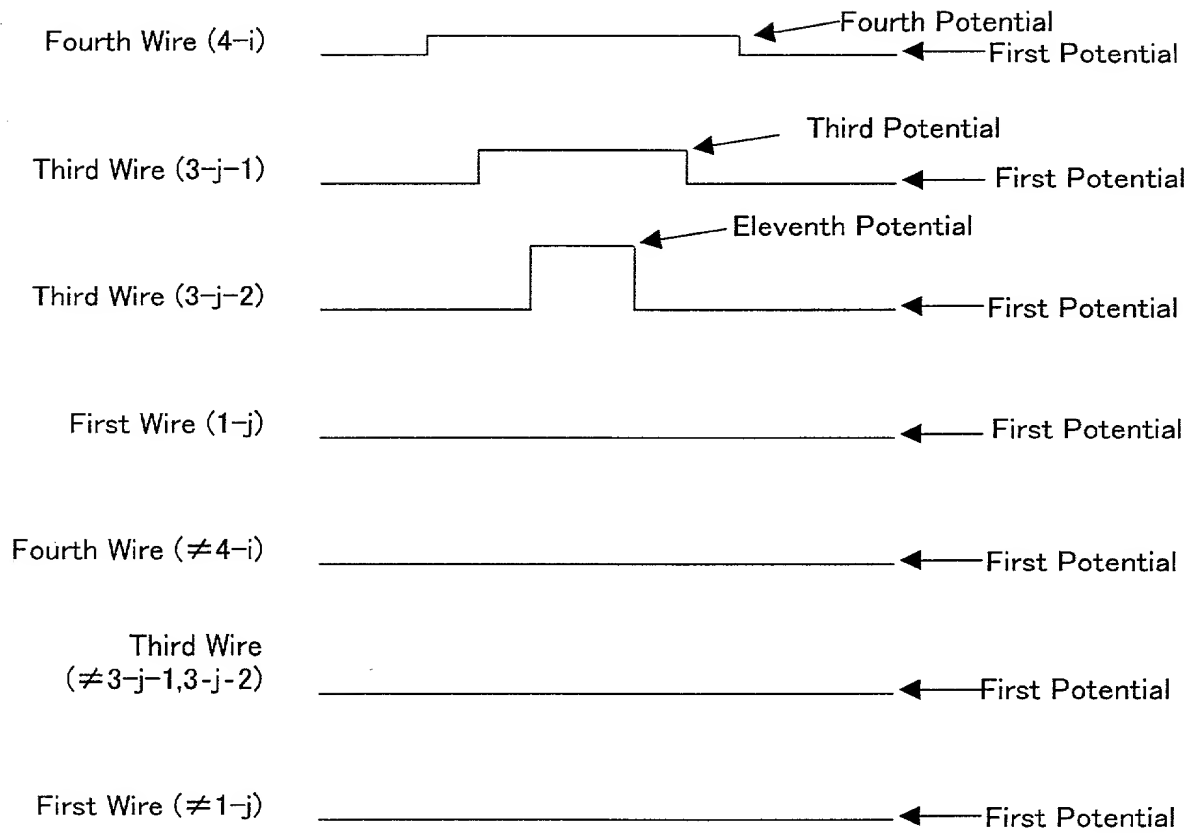 Fourth Potential
Fourth Wire (4-i)
First Potential
Third Potential
Third Wire (3-j-1)
First Potential
Eleventh Potential
Third Wire (3-j-2)
First Potential
First Wire (1-j)
First Potential
Fourth Wire (≠4-i)
First Potential
Third Wire
(≠3-j-1,3-j-2)
First Potential
First Wire (≠1-j)
First Potential